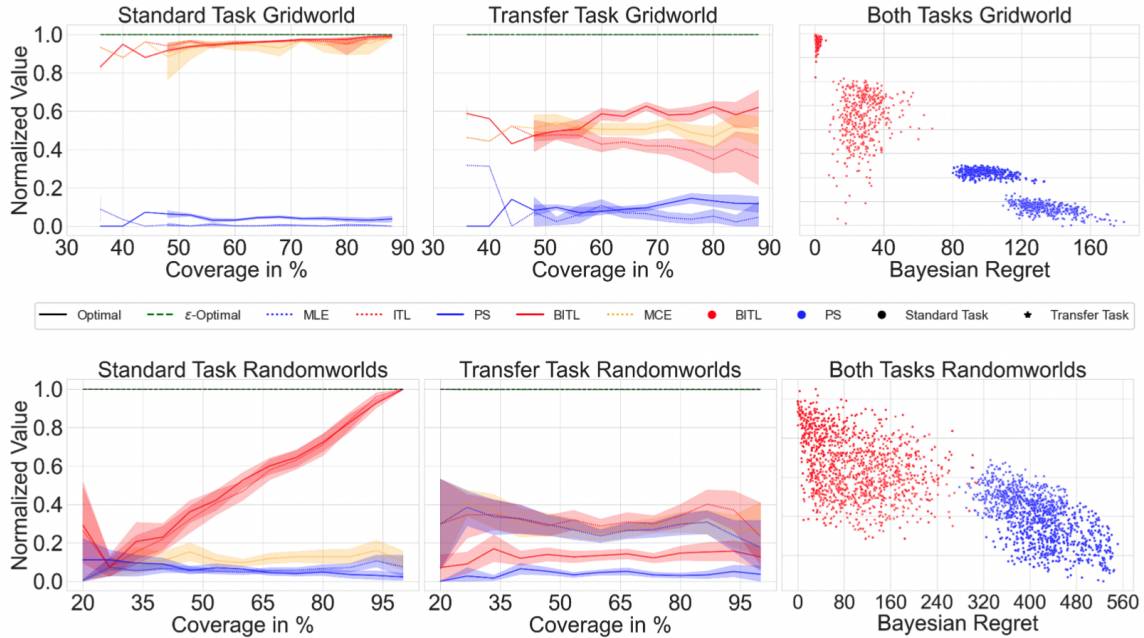 Standard Task Gridworld
Transfer Task Gridworld
Both Tasks Gridworld
Normalized Value
1.0
0.8
0.6
0.4
0.2
0.0
30 40 50 60 70 80 90
30 40 50 60 70 80 90
0 40 80 120 160
Coverage in %
Coverage in %
Bayesian Regret
Optimal ε-Optimal MLE ITL PS BITL MCE BITL PS Standard Task Transfer Task
Standard Task Randomworlds
Transfer Task Randomworlds
Both Tasks Randomworlds
Normalized Value
1.0
0.8
0.6
0.4
0.2
0.0
20 35 50 65 80 95
20 35 50 65 80 95
0 80 160 240 320 400 480 560
Coverage in %
Coverage in %
Bayesian Regret